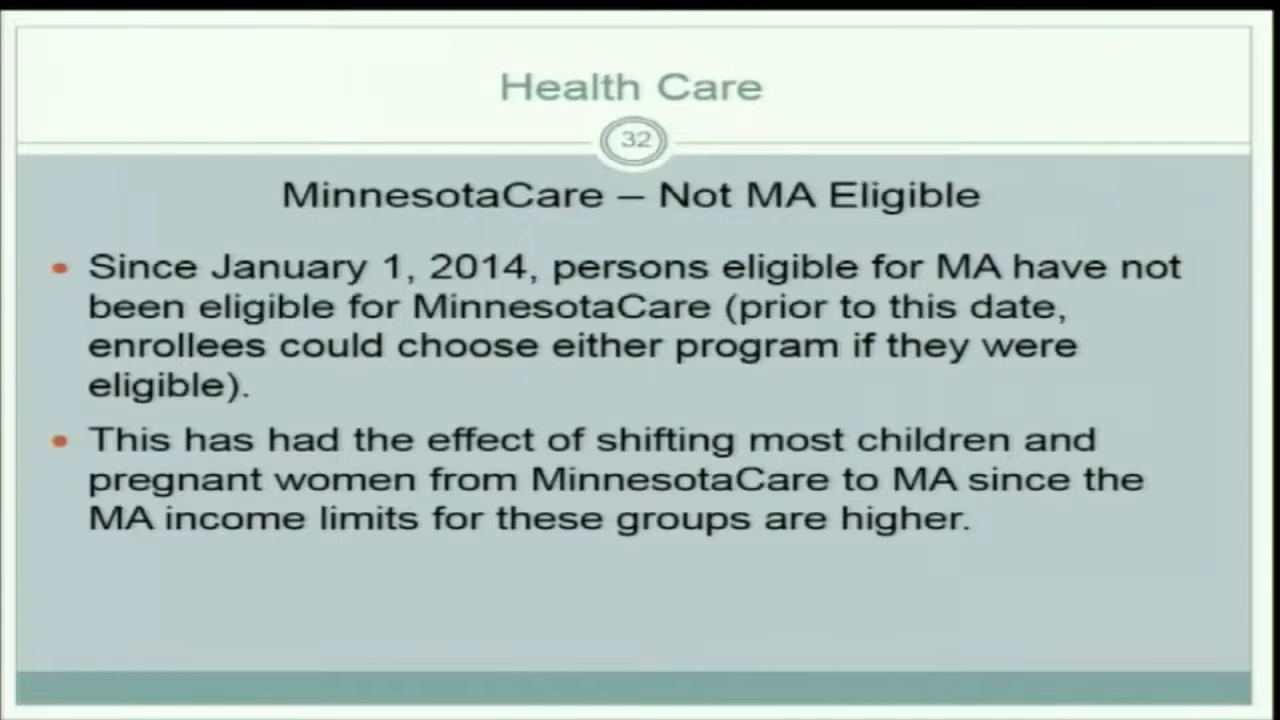 Health Care
32
MinnesotaCare – Not MA Eligible
• Since January 1, 2014, persons eligible for MA have not
been eligible for MinnesotaCare (prior to this date,
enrollees could choose either program if they were
eligible).
• This has had the effect of shifting most children and
pregnant women from MinnesotaCare to MA since the
MA income limits for these groups are higher.